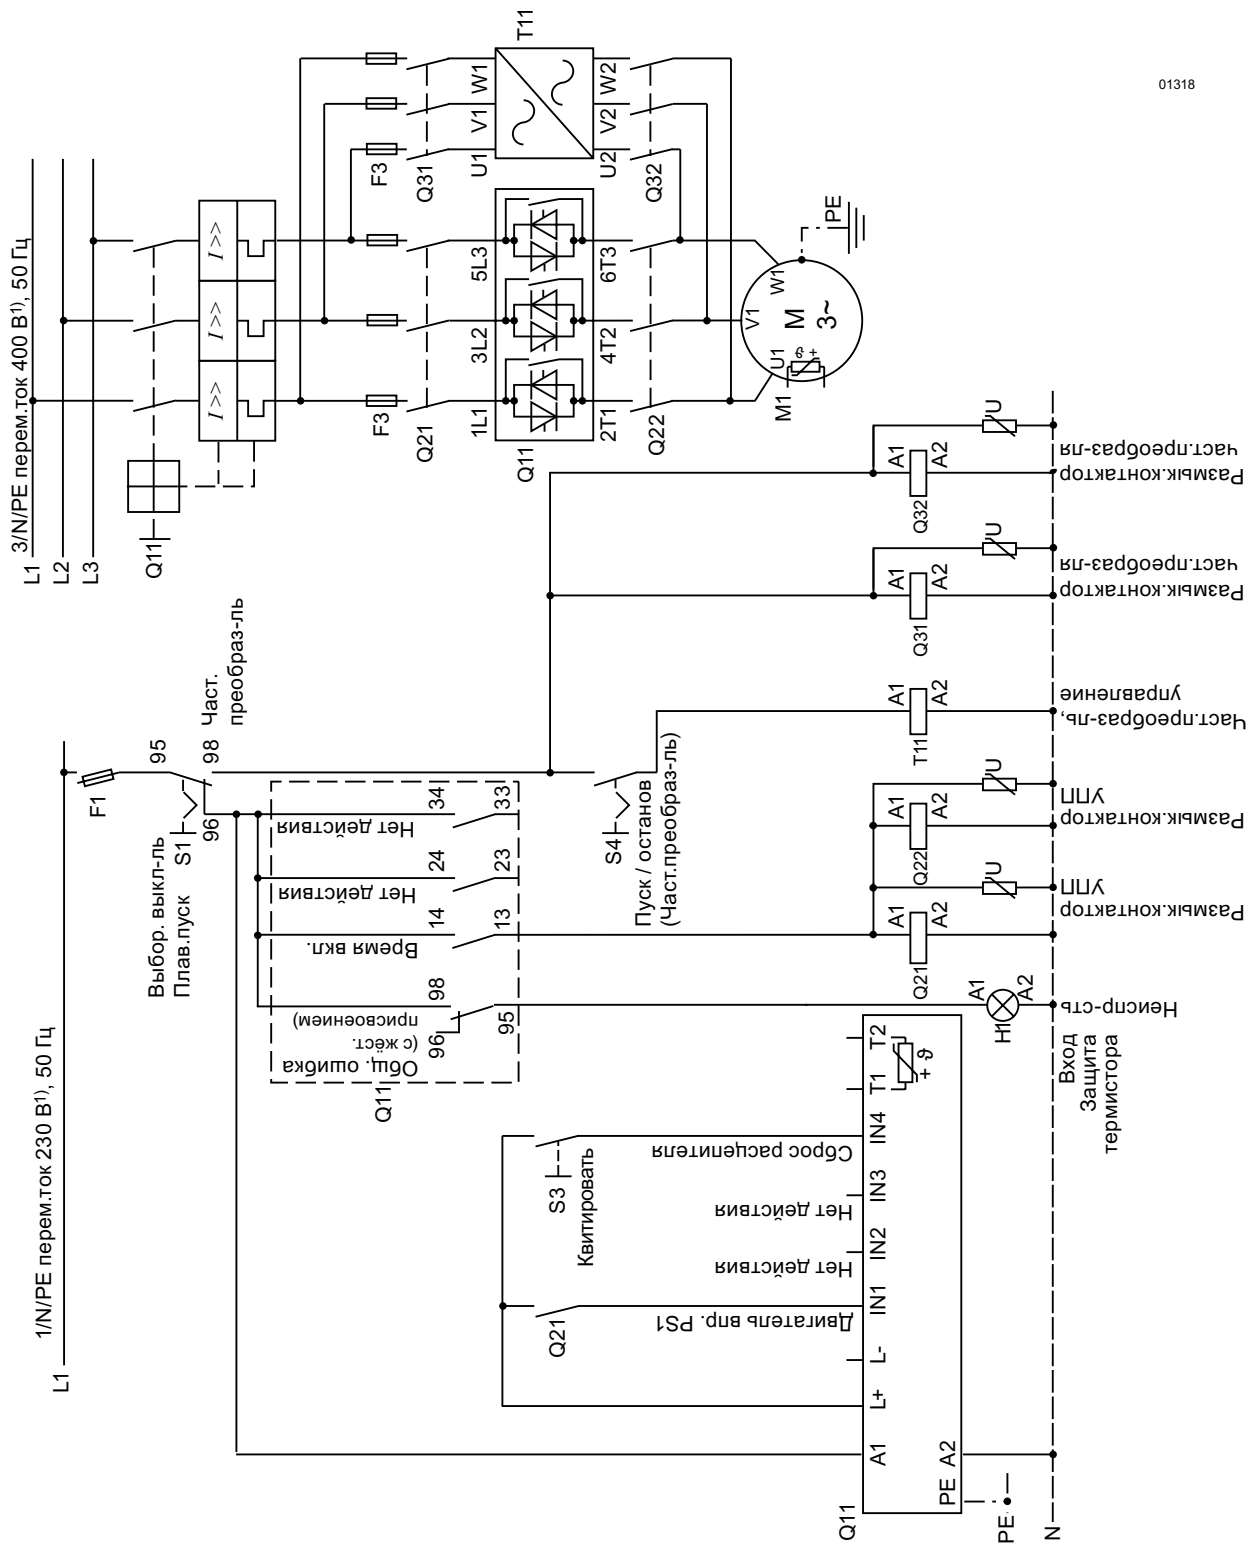 01318
3/N/PE перем.ток 400 В1), 50 Гц
L1
L2
L3
Q11
I >>
I >>
I >>
F3
F3
Q21
Q31
1L1
3L2
5L3
U1
V1
W1
T11
Q11
2T1
4T2
6T3
U2
V2
W2
Q22
Q32
M1
U1
V1
W1
M
3~
ϑ
+
PE
1/N/PE перем.ток 230 В1), 50 Гц
L1
F1
95
98
96
S1
Выбор. выкл-ль
Плав.пуск
Част.
преобраз-ль
Q11
Общ. ошибка
(с жёст.
присвоением)
96
98
95
Время вкл.
14
13
Нет действия
24
23
Нет действия
34
33
S4
Пуск / останов
(Част.преобраз-ль)
Q21
S3
Квитировать
Двигатель впр. PS1
Нет действия
Нет действия
Сброс расцепителя
Q11
A1
L+
L-
IN1
IN2
IN3
IN4
T1
T2
+ ϑ
PE
A2
PE
N
Вход
Защита
термистора
H1
A1
A2
Неиспр-сть
Q21
A1
A2
U
Размык.контактор
УПП
Q22
A1
A2
U
Размык.контактор
УПП
T11
A1
A2
Част.преобраз-ль,
управление
Q31
A1
A2
U
Размык.контактор
част.преобраз-ля
Q32
A1
A2
U
Размык.контактор
част.преобраз-ля